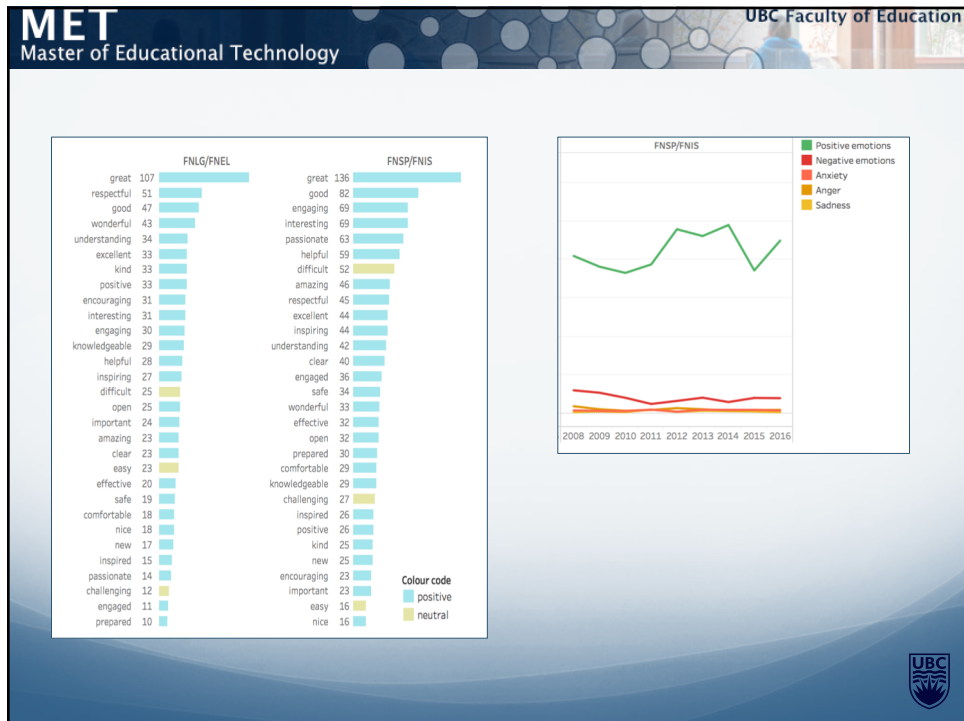 MET
Master of Educational Technology
UBC Faculty of Education
FNLG/FNEL
great 107
respectful 51
good 47
wonderful 43
understanding 34
excellent 33
kind 33
positive 33
encouraging 31
interesting 31
engaging 30
knowledgeable 29
helpful 28
inspiring 27
difficult 25
open 25
important 24
amazing 23
clear 23
easy 23
effective 20
safe 19
comfortable 18
nice 18
new 17
inspired 15
passionate 14
challenging 12
engaged 11
prepared 10
FNSP/FNIS
great 136
good 82
engaging 69
interesting 69
passionate 63
helpful 59
difficult 52
amazing 46
respectful 45
excellent 44
inspiring 44
understanding 42
clear 40
engaged 36
safe 34
wonderful 33
effective 32
open 32
prepared 30
comfortable 29
knowledgeable 29
challenging 27
inspired 26
positive 26
kind 25
new 25
encouraging 23
important 23
easy 16
nice 16
Colour code
positive
neutral
FNSP/FNIS
2008 2009 2010 2011 2012 2013 2014 2015 2016
Positive emotions
Negative emotions
Anxiety
Anger
Sadness
UBC